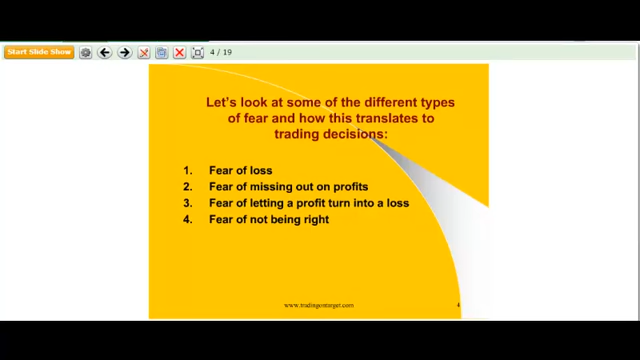 Start Slide Show
4 / 19
Let's look at some of the different types
of fear and how this translates to
trading decisions:
1. Fear of loss
2. Fear of missing out on profits
3. Fear of letting a profit turn into a loss
4. Fear of not being right
www.tradingontarget.com
4